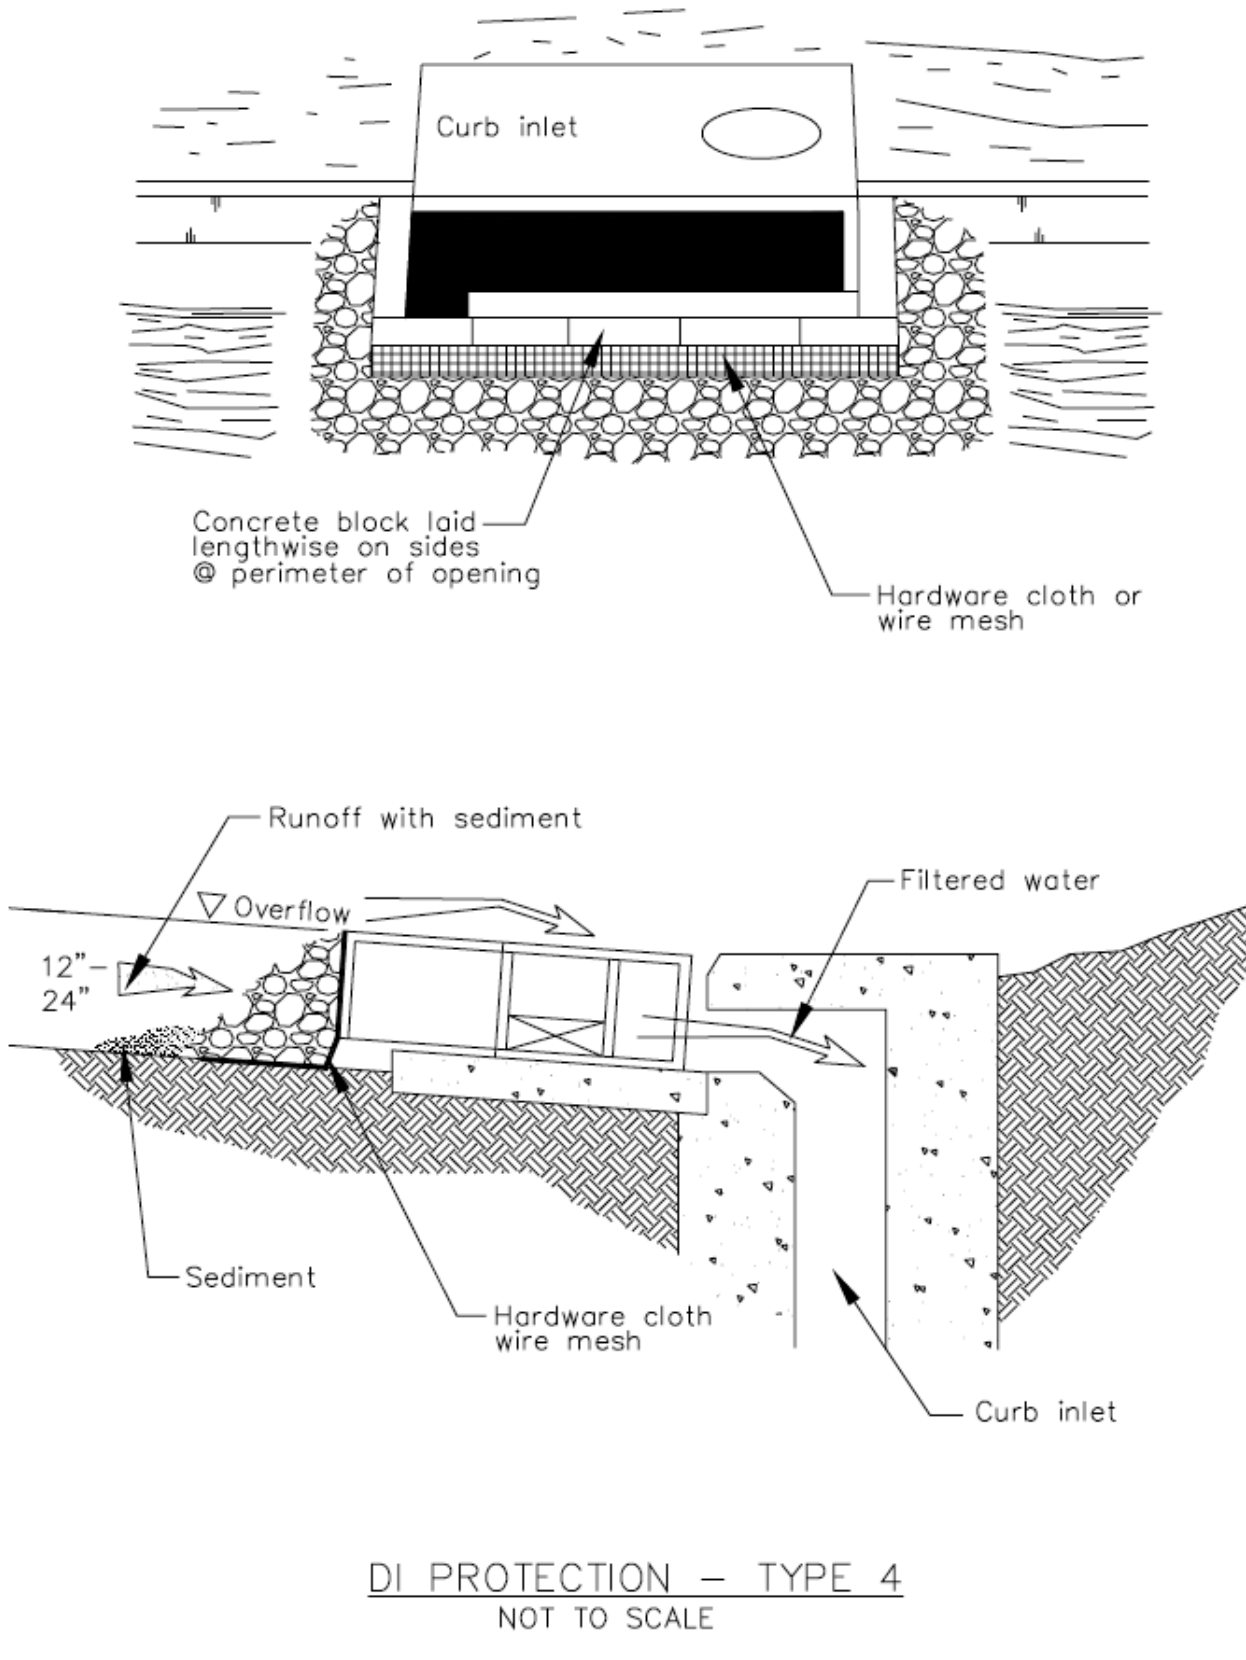 Curb inlet
Concrete block laid
lengthwise on sides
@ perimeter of opening
Hardware cloth or
wire mesh
Runoff with sediment
Filtered water
Overflow
12"-
24"
Sediment
Hardware cloth
wire mesh
Curb inlet
DI PROTECTION - TYPE 4
NOT TO SCALE